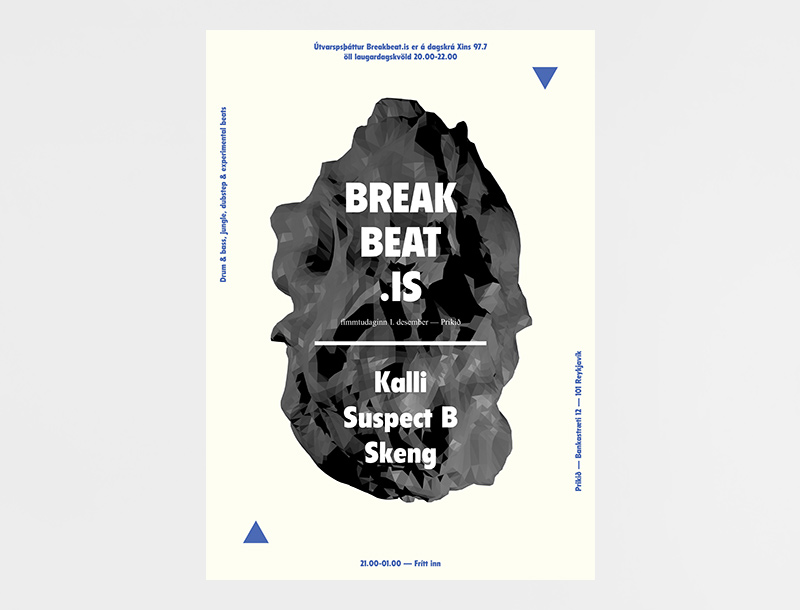 Útvarpsþáttur Breakbeat.is er á dagskrá Xins 97.7
öll laugardagskvöld 20.00-22.00
Drum & bass, jungle, dubstep & experimental beats
BREAK
BEAT
.IS
fimmtudaginn 1. desember — Prikið
Kalli
Suspect B
Skeng
Prikið — Bankastræti 12 — 101 Reykjavík
21.00-01.00 — Frítt inn